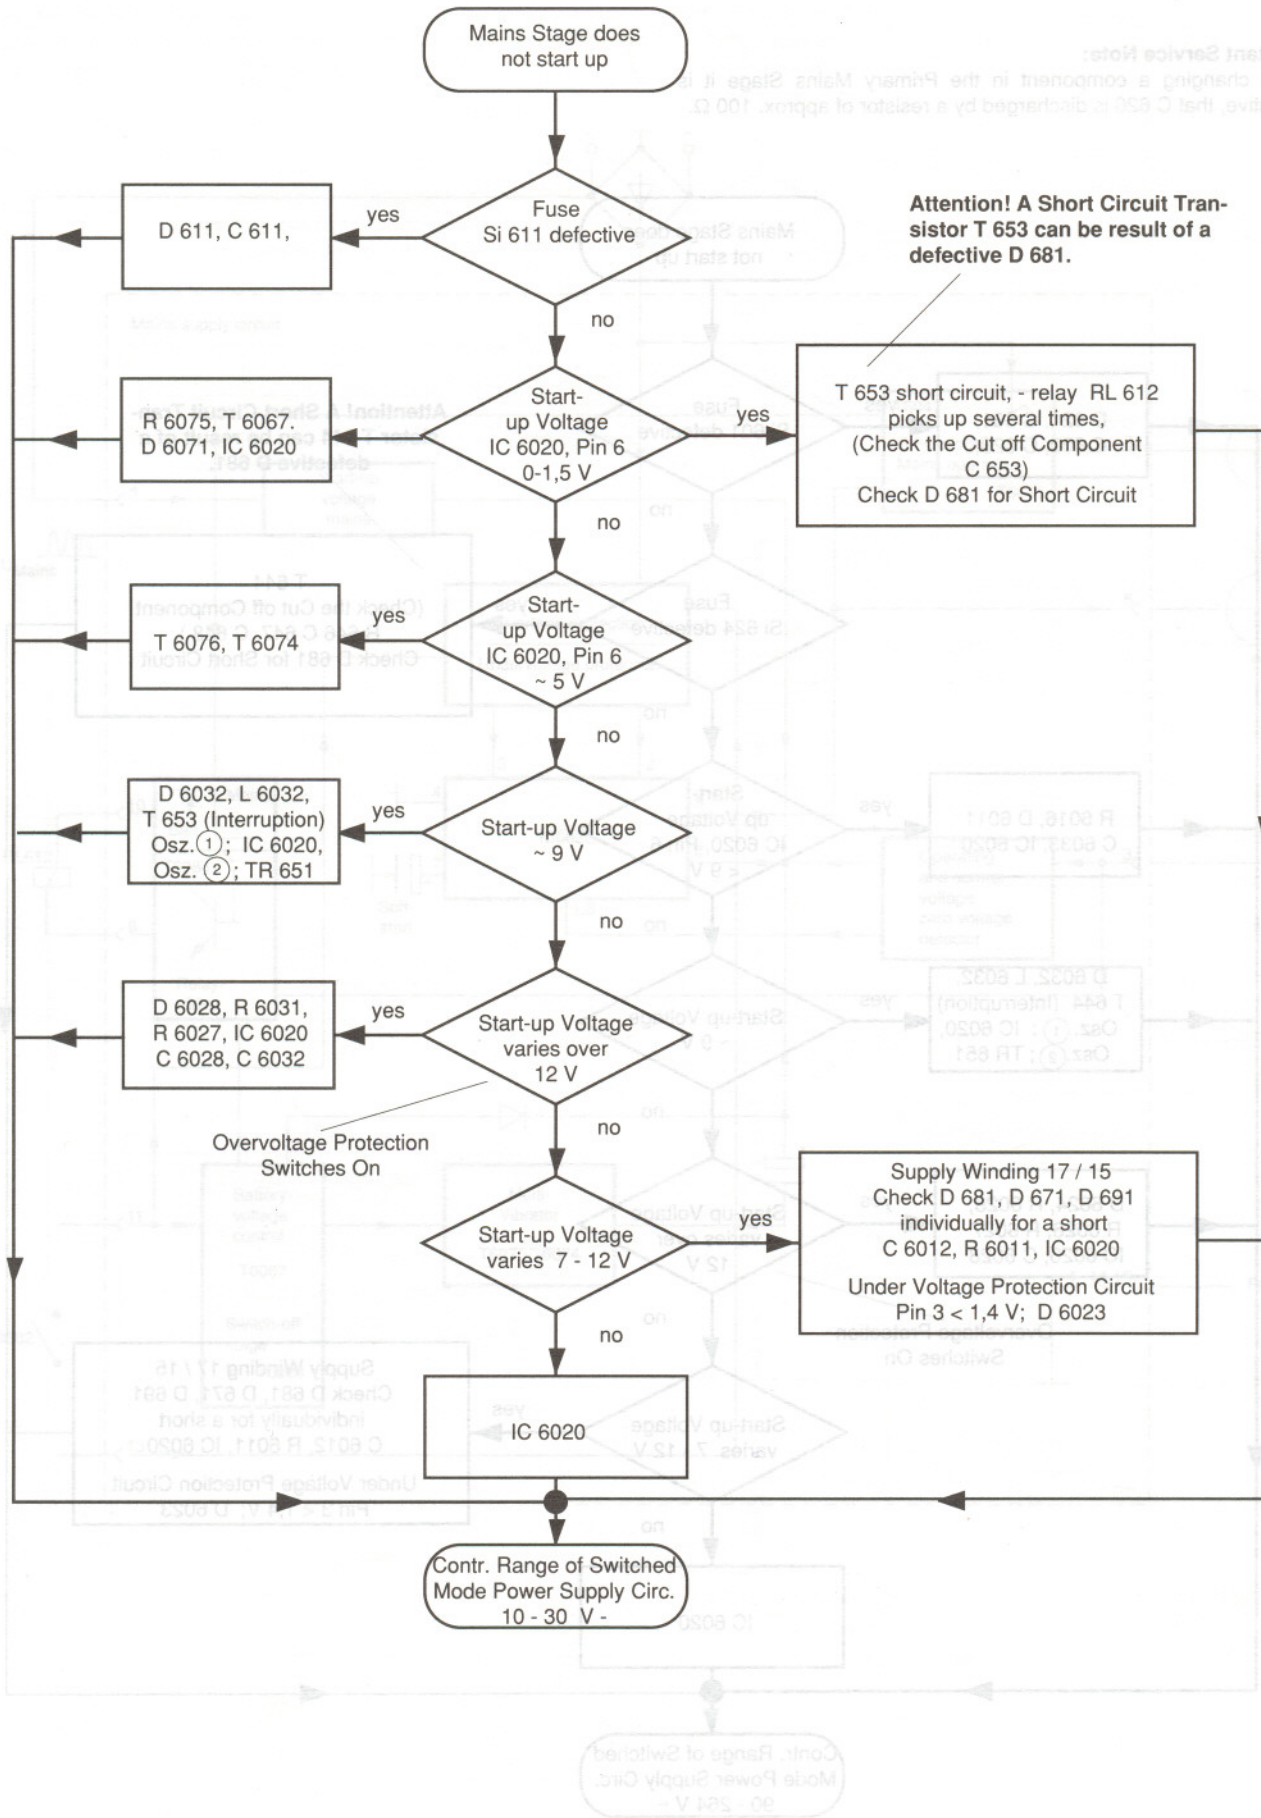 Mains Stage does
not start up
Fuse
Si 611 defective
yes
D 611, C 611,
no
Attention! A Short Circuit Tran-
sistor T 653 can be result of a
defective D 681.
Start-
up Voltage
IC 6020, Pin 6
0-1,5 V
R 6075, T 6067.
D 6071, IC 6020
yes
T 653 short circuit, - relay RL 612
picks up several times,
(Check the Cut off Component
C 653)
Check D 681 for Short Circuit
no
Start-
up Voltage
IC 6020, Pin 6
~ 5 V
yes
T 6076, T 6074
no
Start-up Voltage
~ 9 V
yes
D 6032, L 6032,
T 653 (Interruption)
Osz. 1 ; IC 6020,
Osz. 2 ; TR 651
no
Start-up Voltage
varies over
12 V
yes
D 6028, R 6031,
R 6027, IC 6020
C 6028, C 6032
Overvoltage Protection
Switches On
no
Start-up Voltage
varies 7 - 12 V
yes
Supply Winding 17 / 15
Check D 681, D 671, D 691
individually for a short
C 6012, R 6011, IC 6020
Under Voltage Protection Circuit
Pin 3 < 1,4 V; D 6023
no
IC 6020
Contr. Range of Switched
Mode Power Supply Circ.
10 - 30 V -